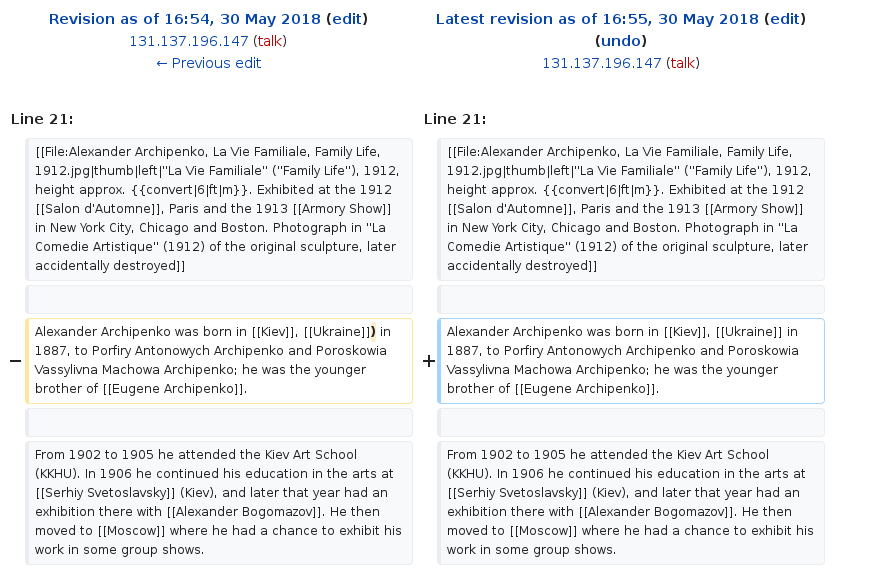 Revision as of 16:54, 30 May 2018 (edit)
131.137.196.147 (talk)
← Previous edit
Latest revision as of 16:55, 30 May 2018 (edit)
(undo)
131.137.196.147 (talk)
Line 21:
Line 21:
[[File:Alexander Archipenko, La Vie Familiale, Family Life,
1912.jpg|thumb|left|"La Vie Familiale" ("Family Life"), 1912,
height approx. {{convert|6|ft|m}}. Exhibited at the 1912
[[Salon d'Automne]], Paris and the 1913 [[Armory Show]]
in New York City, Chicago and Boston. Photograph in "La
Comedie Artistique" (1912) of the original sculpture, later
accidentally destroyed]]
[[File:Alexander Archipenko, La Vie Familiale, Family Life,
1912.jpg|thumb|left|"La Vie Familiale" ("Family Life"), 1912,
height approx. {{convert|6|ft|m}}. Exhibited at the 1912
[[Salon d'Automne]], Paris and the 1913 [[Armory Show]]
in New York City, Chicago and Boston. Photograph in "La
Comedie Artistique" (1912) of the original sculpture, later
accidentally destroyed]]
− Alexander Archipenko was born in [[Kiev]], [[Ukraine]]) in
1887, to Porfiry Antonowych Archipenko and Poroskowia
Vassylivna Machowa Archipenko; he was the younger
brother of [[Eugene Archipenko]].
+ Alexander Archipenko was born in [[Kiev]], [[Ukraine]] in
1887, to Porfiry Antonowych Archipenko and Poroskowia
Vassylivna Machowa Archipenko; he was the younger
brother of [[Eugene Archipenko]].
From 1902 to 1905 he attended the Kiev Art School
(KKHU). In 1906 he continued his education in the arts at
[[Serhiy Svetoslavsky]] (Kiev), and later that year had an
exhibition there with [[Alexander Bogomazov]]. He then
moved to [[Moscow]] where he had a chance to exhibit his
work in some group shows.
From 1902 to 1905 he attended the Kiev Art School
(KKHU). In 1906 he continued his education in the arts at
[[Serhiy Svetoslavsky]] (Kiev), and later that year had an
exhibition there with [[Alexander Bogomazov]]. He then
moved to [[Moscow]] where he had a chance to exhibit his
work in some group shows.